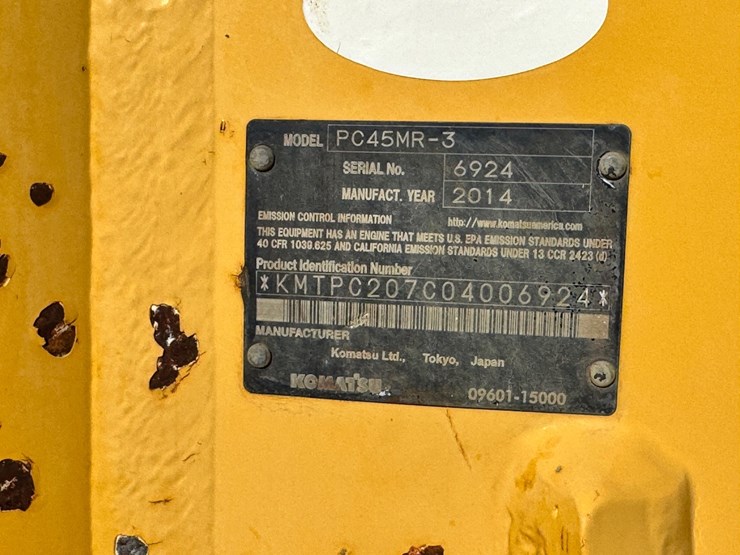 MODEL PC45MR-3
SERIAL No. 6924
MANUFACT. YEAR 2014
EMISSION CONTROL INFORMATION http://www.komatsuamerica.com
THIS EQUIPMENT HAS AN ENGINE THAT MEETS U.S. EPA EMISSION STANDARDS UNDER
40 CFR 1039.625 AND CALIFORNIA EMISSION STANDARDS UNDER 13 CCR 2423 (d)
Product Identification Number
*KMTPC207C04006924*
MANUFACTURER
Komatsu Ltd., Tokyo, Japan
KOMATSU
09601-15000